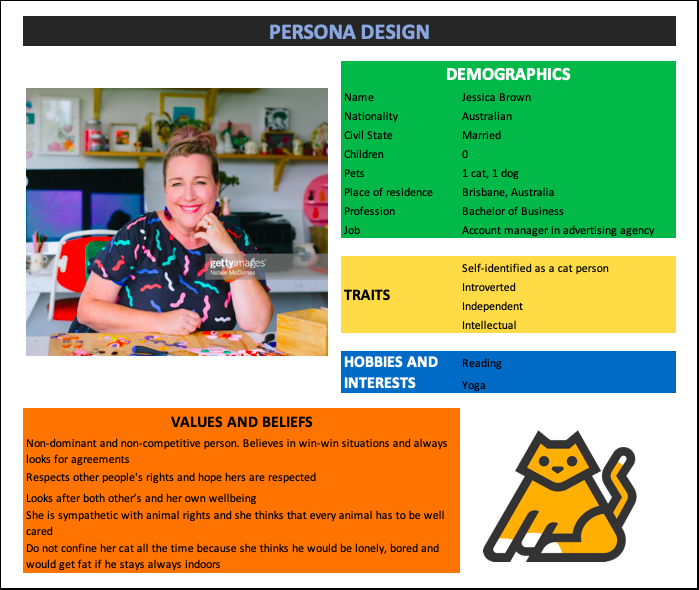 PERSONA DESIGN
DEMOGRAPHICS
Name Jessica Brown
Nationality Australian
Civil State Married
Children 0
Pets 1 cat, 1 dog
Place of residence Brisbane, Australia
Profession Bachelor of Business
Job Account manager in advertising agency
gettyimages
Natalie McComas
TRAITS
Self-identified as a cat person
Introverted
Independent
Intellectual
HOBBIES AND
INTERESTS
Reading
Yoga
VALUES AND BELIEFS
Non-dominant and non-competitive person. Believes in win-win situations and always
looks for agreements
Respects other people's rights and hope hers are respected
Looks after both other's and her own wellbeing
She is sympathetic with animal rights and she thinks that every animal has to be well
cared
Do not confine her cat all the time because she thinks he would be lonely, bored and
would get fat if he stays always indoors